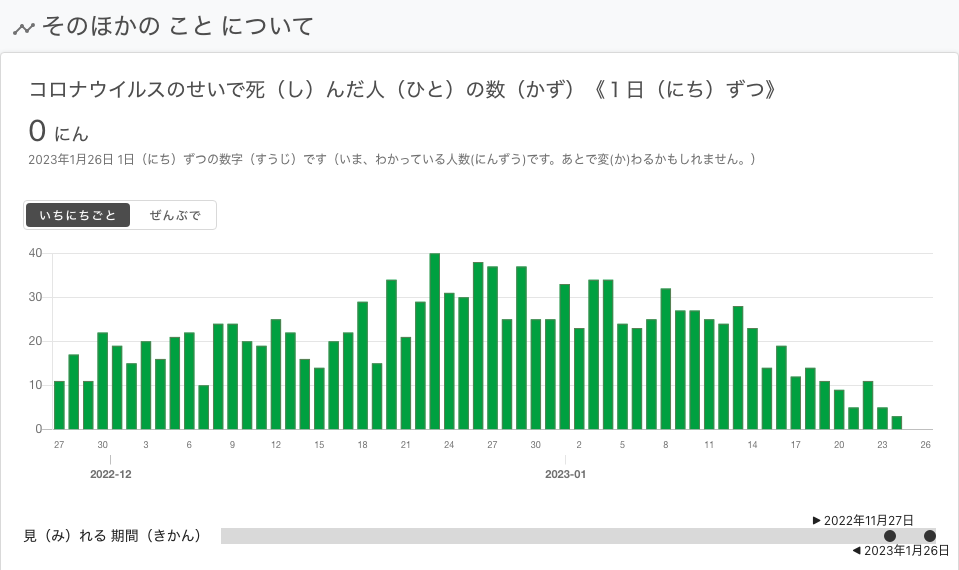 そのほかの こと について
コロナウイルスのせいで死（し）んだ人（ひと）の数（かず）《１日（にち）ずつ》
0 にん
2023年1月26日 1日（にち）ずつの数字（すうじ）です（いま、わかっている人数(にんずう)です。あとで変(か)わるかもしれません。）
いちにちごと ぜんぶで
40
30
20
10
0
27 30 3 6 9 12 15 18 21 24 27 30 2 5 8 11 14 17 20 23 26
2022-12 2023-01
▶ 2022年11月27日
見（み）れる 期間（きかん）
◀ 2023年1月26日